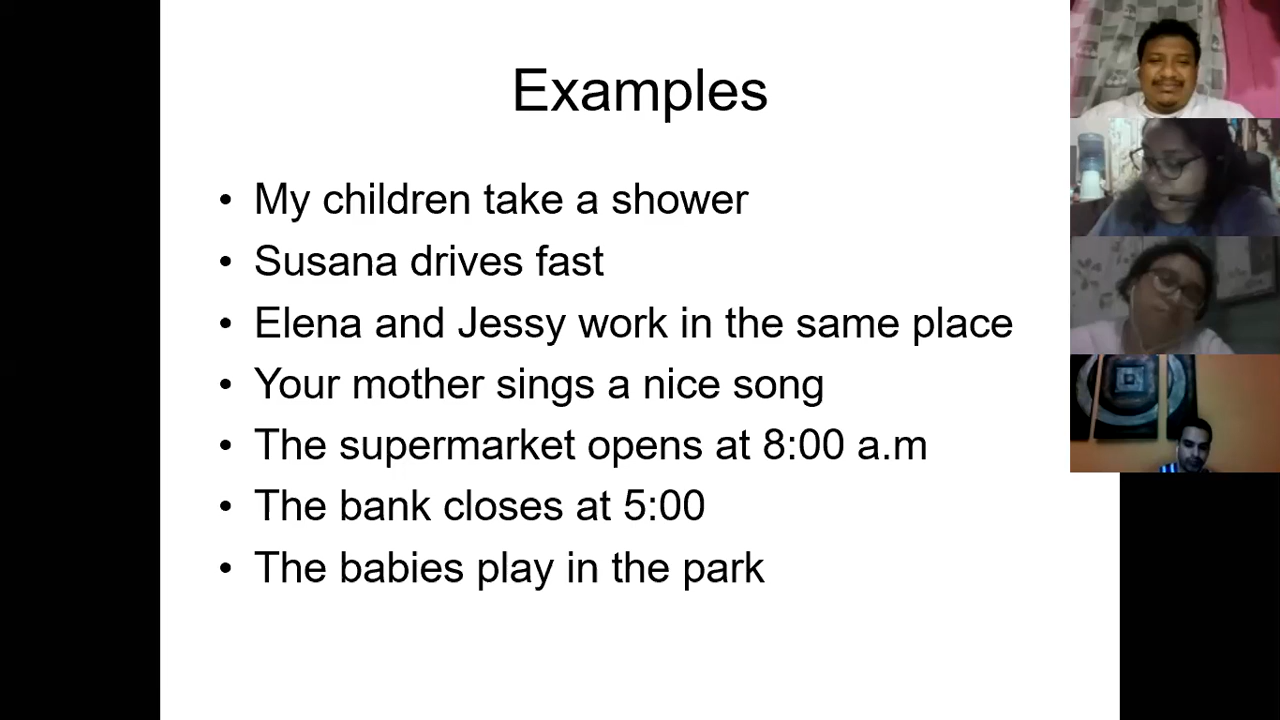 Examples
• My children take a shower
• Susana drives fast
• Elena and Jessy work in the same place
• Your mother sings a nice song
• The supermarket opens at 8:00 a.m
• The bank closes at 5:00
• The babies play in the park